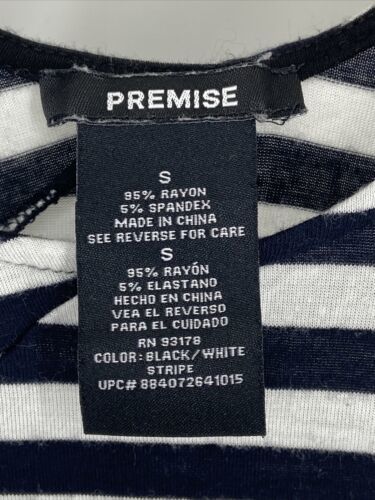 PREMISE
S
95% RAYON
5% SPANDEX
MADE IN CHINA
SEE REVERSE FOR CARE
S
95% RAYÓN
5% ELASTANO
HECHO EN CHINA
VEA EL REVERSO
PARA EL CUIDADO
RN 93178
COLOR: BLACK/WHITE
STRIPE
UPC# 884072641015